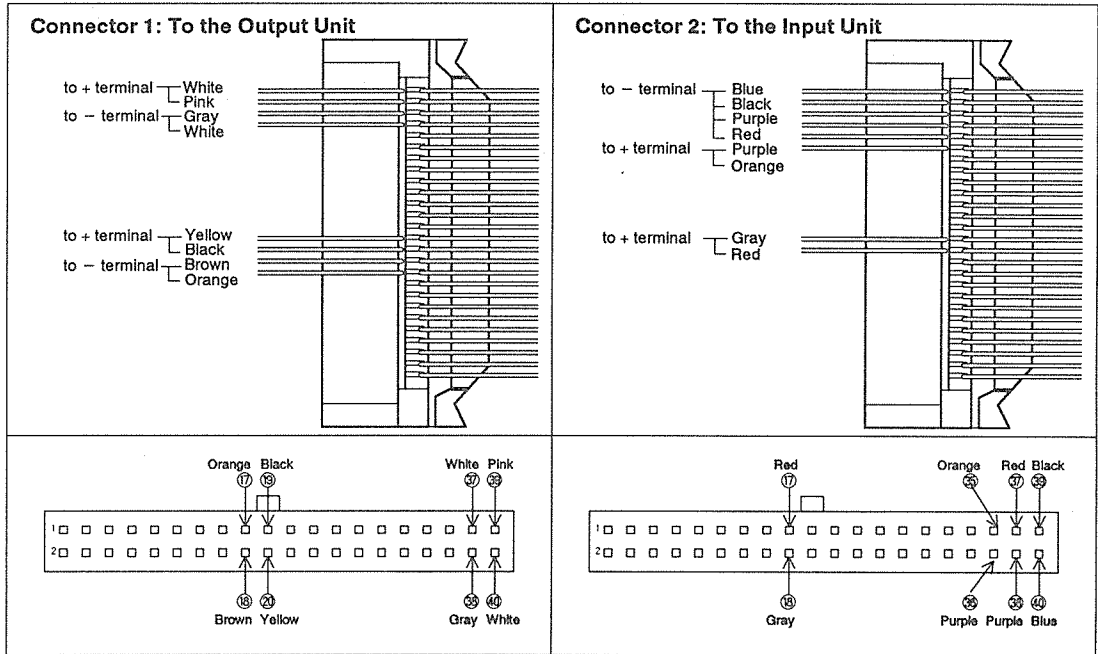 Connector 1: To the Output Unit
to + terminal White
Pink
to − terminal Gray
White
to + terminal Yellow
Black
to − terminal Brown
Orange
Connector 2: To the Input Unit
to − terminal Blue
Black
Purple
Red
to + terminal Purple
Orange
to + terminal Gray
Red
Orange Black White Pink
17 19 37 39
1
2
18 20 38 40
Brown Yellow Gray White
Red Orange Red Black
17 35 37 39
1
2
18 36 38 40
Gray Purple Purple Blue